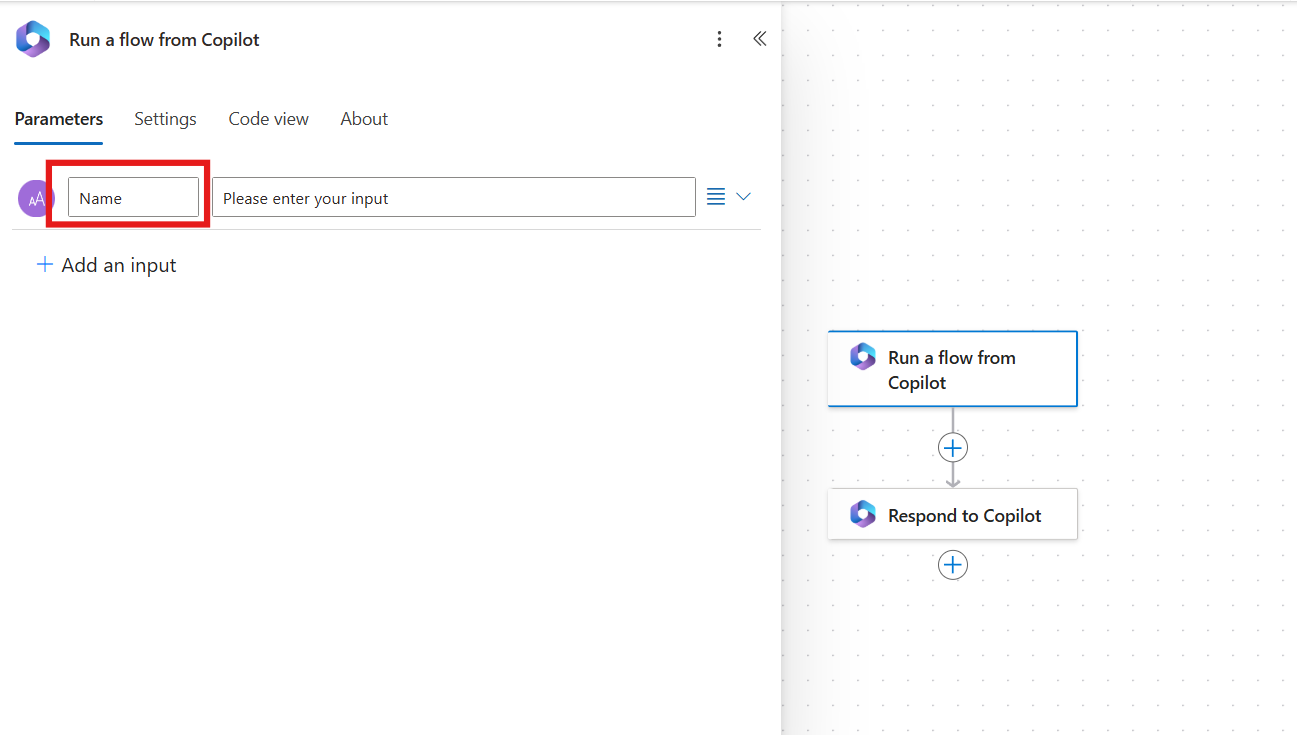 Run a flow from Copilot
Parameters Settings Code view About
AA Name Please enter your input
Add an input
Run a flow from
Copilot
Respond to Copilot